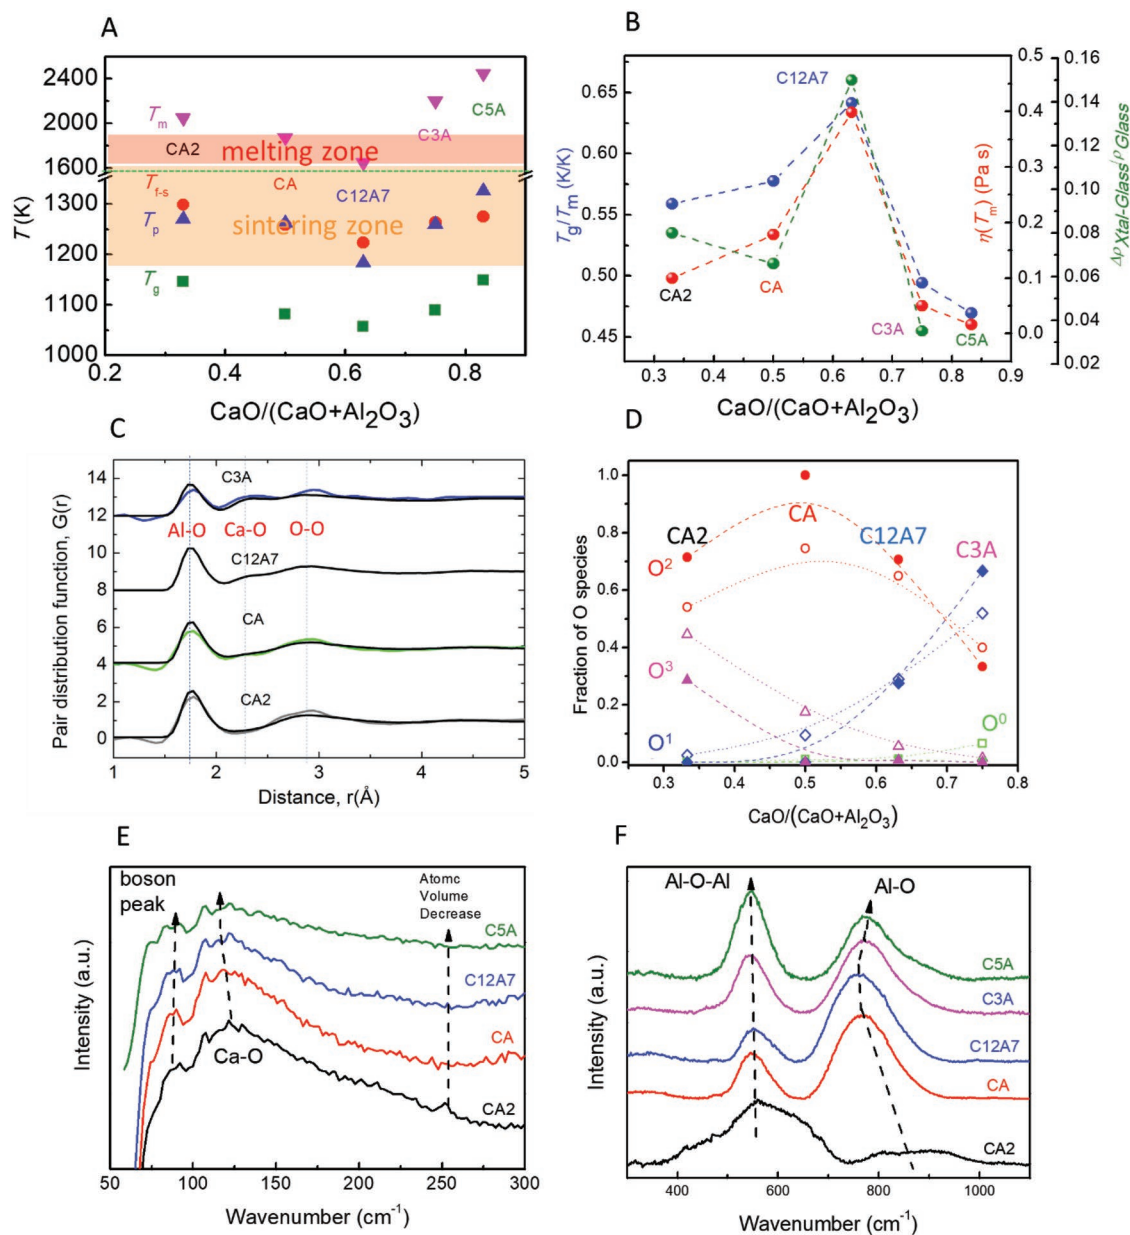 A
2400
2000
1600
1300
1200
1100
1000
T(K)
Tm
CA2
melting zone
C3A
C5A
Tf-s
CA
C12A7
Tp
sintering zone
Tg
0.2 0.4 0.6 0.8
CaO/(CaO+Al2O3)
B
0.65
0.60
0.55
0.50
0.45
Tg/Tm (K/K)
C12A7
CA2
CA
C3A
C5A
0.5
0.4
0.3
0.2
0.1
0.0
η(Tm) (Pa s)
0.16
0.14
0.12
0.10
0.08
0.06
0.04
0.02
Δρ Xtal-Glass/ρ Glass
0.3 0.4 0.5 0.6 0.7 0.8 0.9
CaO/(CaO+Al2O3)
C
14
12
10
8
6
4
2
0
Pair distribution function, G(r)
C3A
Al-O Ca-O O-O
C12A7
CA
CA2
1 2 3 4 5
Distance, r(Å)
D
1.0
0.8
0.6
0.4
0.2
0.0
Fraction of O species
CA2
CA
C12A7
C3A
O2
O3
O1
O0
0.3 0.4 0.5 0.6 0.7 0.8
CaO/(CaO+Al2O3)
E
boson
peak
Atomc
Volume
Decrease
C5A
C12A7
CA
Ca-O
CA2
Intensity (a.u.)
50 100 150 200 250 300
Wavenumber (cm-1)
F
Al-O-Al
Al-O
C5A
C3A
C12A7
CA
CA2
Intensity (a.u.)
400 600 800 1000
Wavenumber (cm-1)